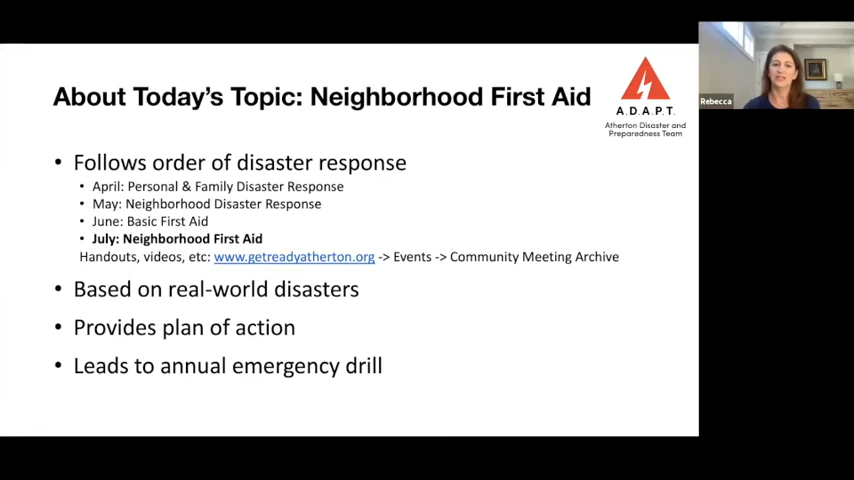 About Today's Topic: Neighborhood First Aid
A.D.A.P.T.
Atherton Disaster and
Preparedness Team
Rebecca
• Follows order of disaster response
• April: Personal & Family Disaster Response
• May: Neighborhood Disaster Response
• June: Basic First Aid
• July: Neighborhood First Aid
Handouts, videos, etc: www.getreadyatherton.org -> Events -> Community Meeting Archive
• Based on real-world disasters
• Provides plan of action
• Leads to annual emergency drill